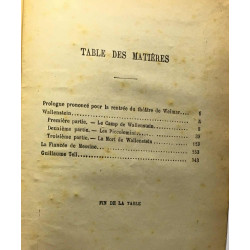 TABLE DES MATIÈRES
Prologue prononcé pour la rentrée du théâtre de Weimar
Wallenstein
Première partie. — Le Camp de Wallenstein
Deuxième partie. — Les Piccolomini
Troisième partie. — La Mort de Wallenstein
La Fiancée de Messine
Guillaume Tell
FIN DE LA TABLE